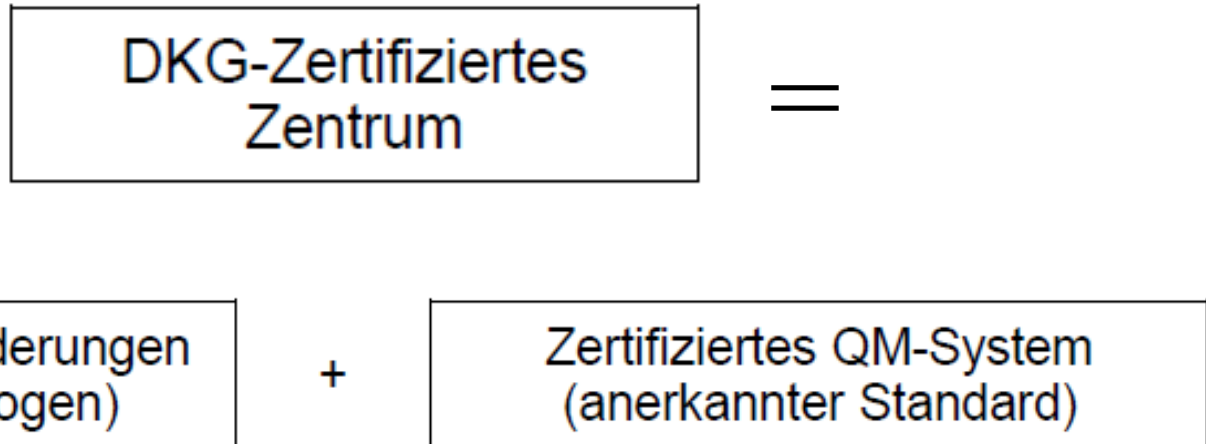 DKG-Zertifiziertes
Zentrum
=
derungen + Zertifiziertes QM-System
ogen) (anerkannter Standard)